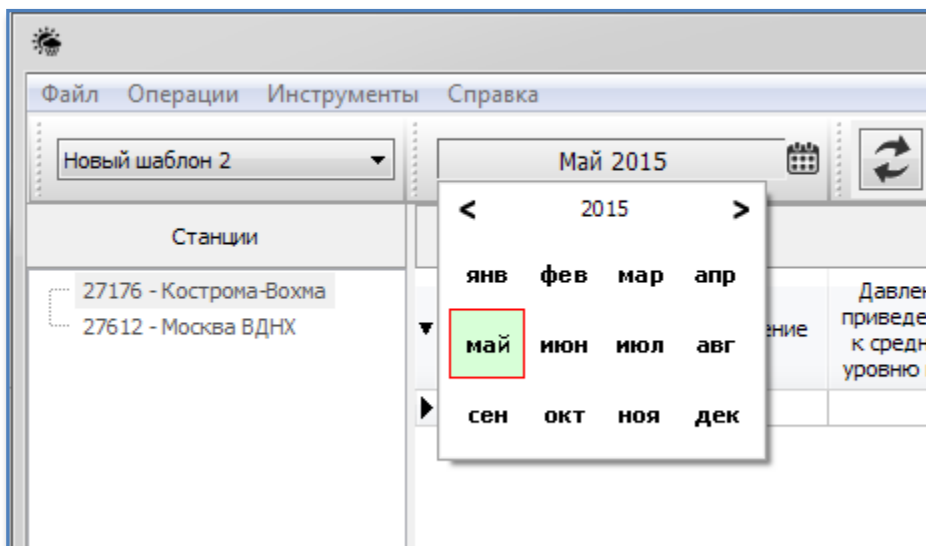 Файл Операции Инструменты Справка
Новый шаблон 2
Май 2015
Станции
27176 - Кострома-Вохма
27612 - Москва ВДНХ
< 2015 >
янв фев мар апр
май июн июл авг
сен окт ноя дек